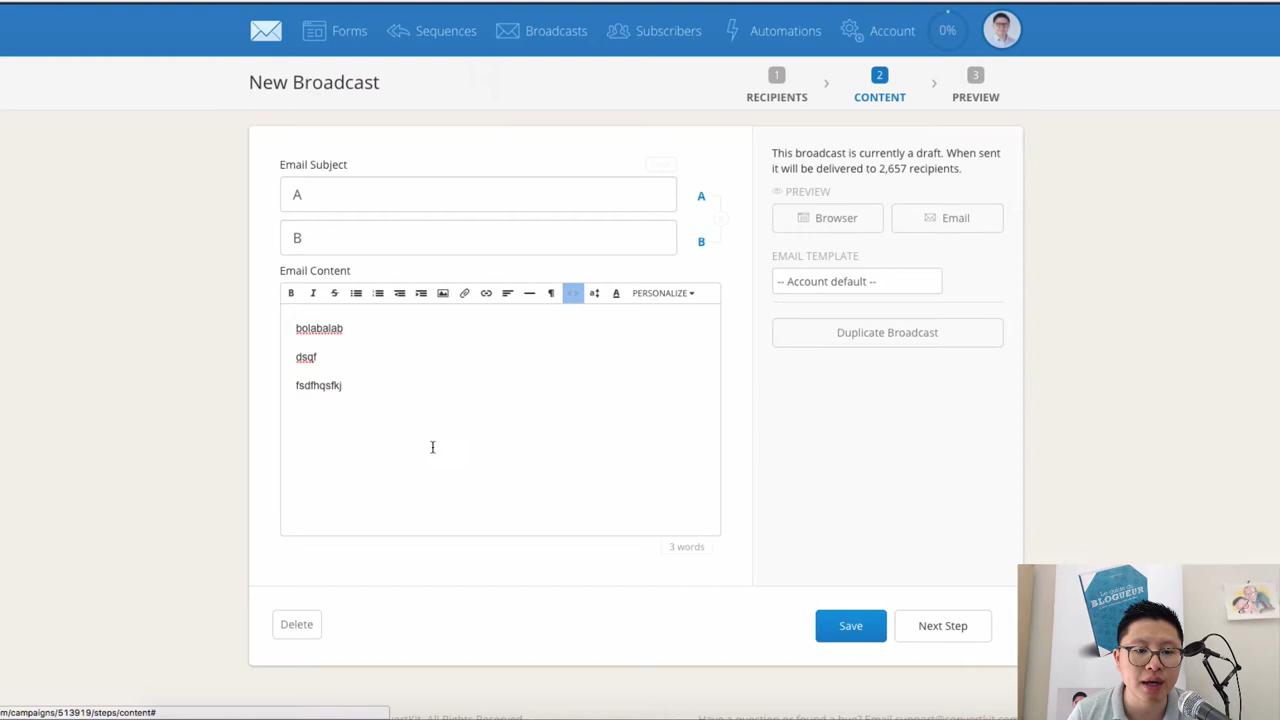 Forms
Sequences
Broadcasts
Subscribers
Automations
Account
0%
New Broadcast
1
2
3
RECIPIENTS
CONTENT
PREVIEW
Email Subject
A
A
B
B
Email Content
B I S
A
PERSONALIZE
bolabalab
dsqf
fsdfhqsfkj
3 words
This broadcast is currently a draft. When sent
it will be delivered to 2,657 recipients.
PREVIEW
Browser
Email
EMAIL TEMPLATE
-- Account default --
Duplicate Broadcast
Delete
Save
Next Step
BLOGUEUR
m/campaigns/513919/steps/content#